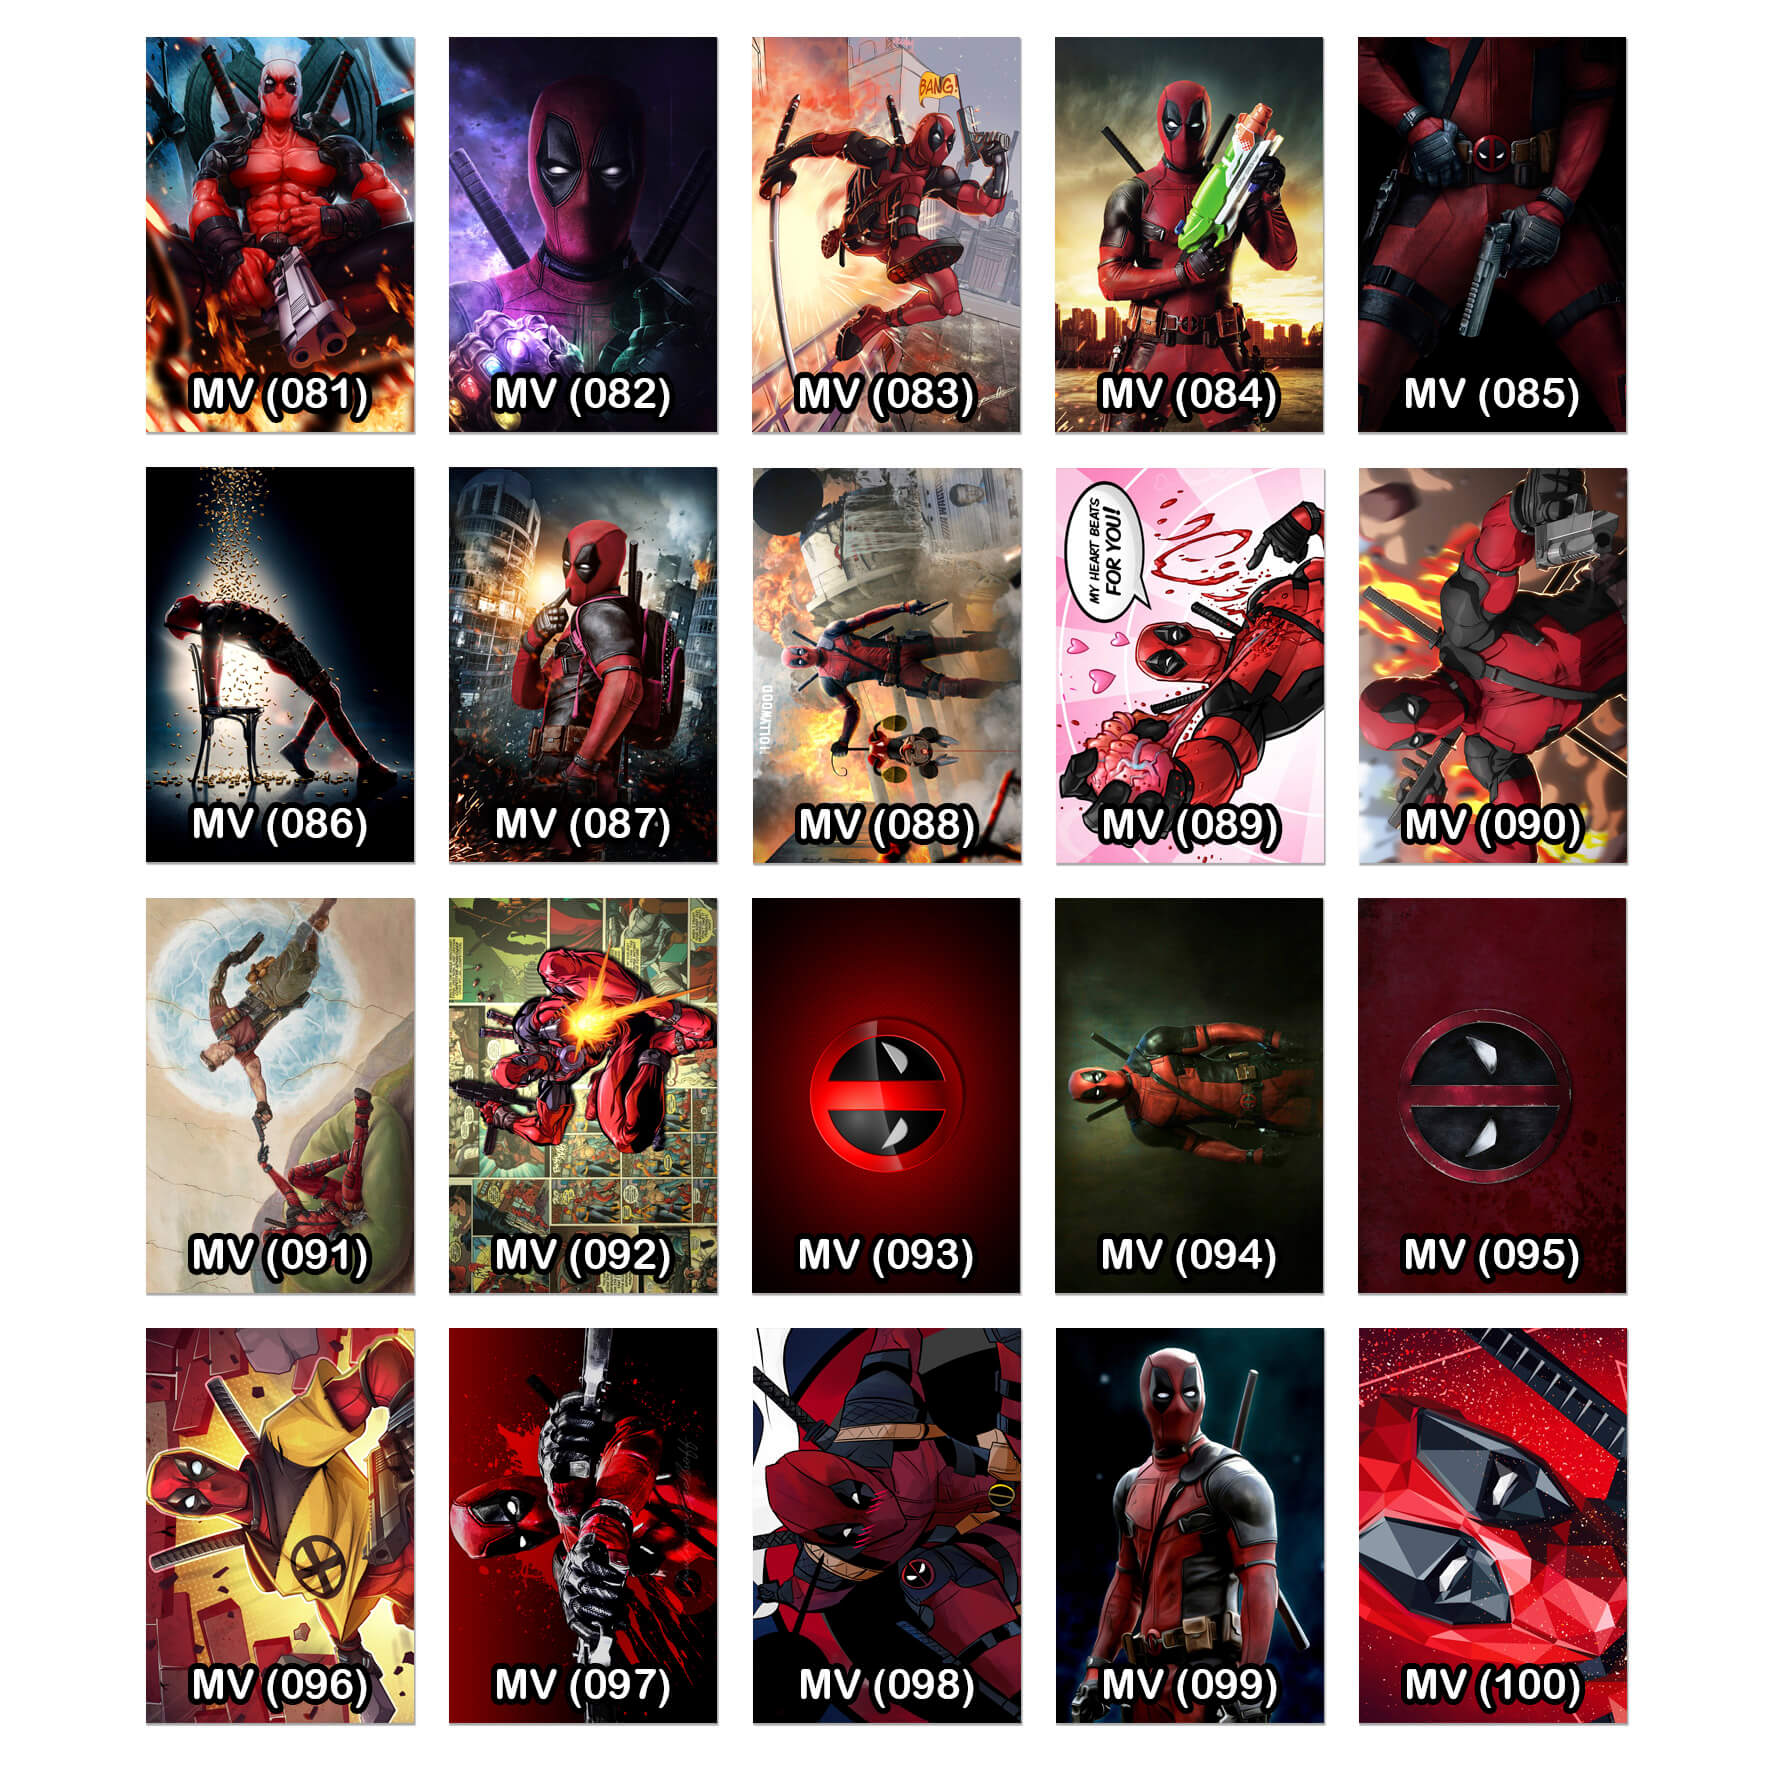 BANG!
MV (081)
MV (082)
MV (083)
MV (084)
MV (085)
HOLLYWOOD
MY HEART BEATS
FOR YOU!
MV (086)
MV (087)
MV (088)
MV (089)
MV (090)
MV (091)
MV (092)
MV (093)
MV (094)
MV (095)
MV (096)
MV (097)
MV (098)
MV (099)
MV (100)